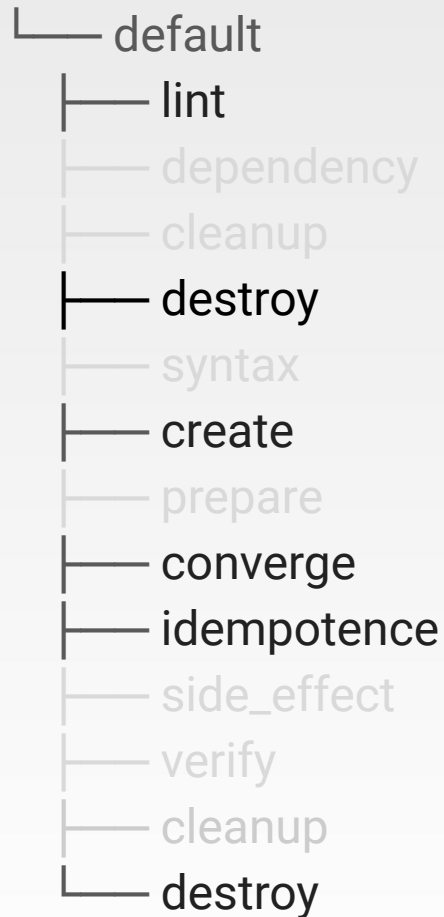 └── default
├── lint
├── dependency
├── cleanup
├── destroy
├── syntax
├── create
├── prepare
├── converge
├── idempotence
├── side_effect
├── verify
├── cleanup
└── destroy